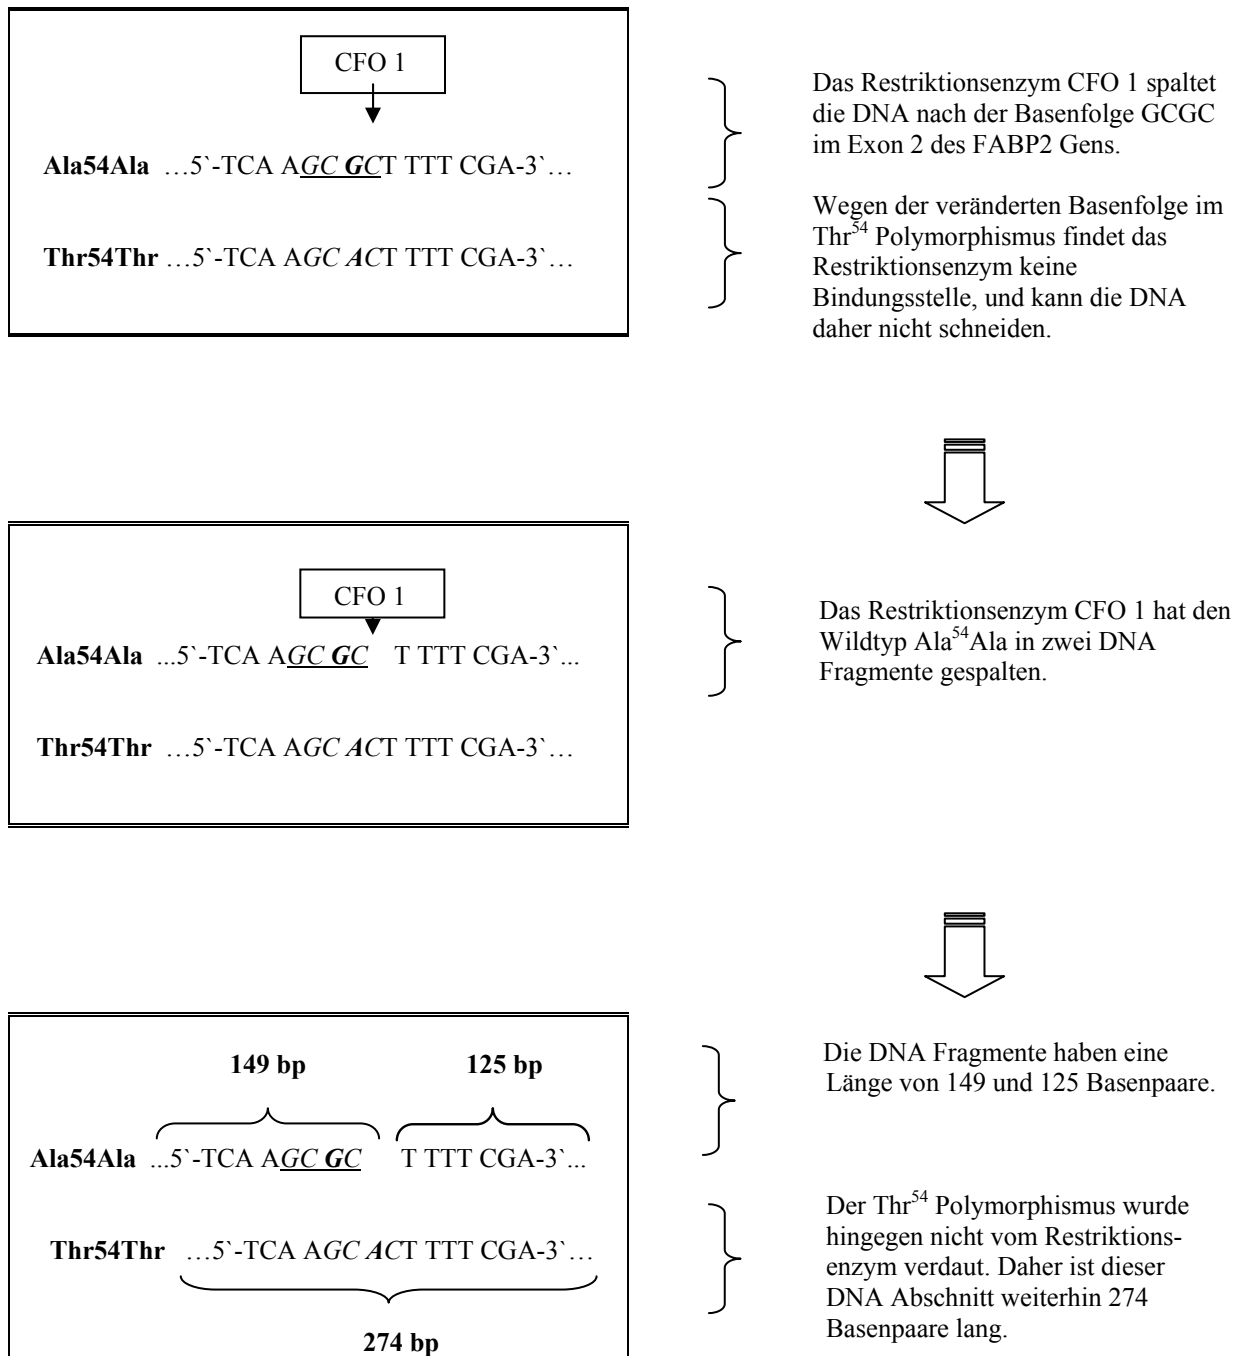 CFO 1
Ala54Ala …5`-TCA AGC GCT TTT CGA-3`…
Thr54Thr …5`-TCA AGC ACT TTT CGA-3`…
Das Restriktionsenzym CFO 1 spaltet
die DNA nach der Basenfolge GCGC
im Exon 2 des FABP2 Gens.
Wegen der veränderten Basenfolge im
Thr54 Polymorphismus findet das
Restriktionsenzym keine
Bindungsstelle, und kann die DNA
daher nicht schneiden.
CFO 1
Ala54Ala ...5`-TCA AGC GC T TTT CGA-3`...
Thr54Thr …5`-TCA AGC ACT TTT CGA-3`…
Das Restriktionsenzym CFO 1 hat den
Wildtyp Ala54Ala in zwei DNA
Fragmente gespalten.
149 bp 125 bp
Ala54Ala ...5`-TCA AGC GC T TTT CGA-3`...
Thr54Thr …5`-TCA AGC ACT TTT CGA-3`…
274 bp
Die DNA Fragmente haben eine
Länge von 149 und 125 Basenpaare.
Der Thr54 Polymorphismus wurde
hingegen nicht vom Restriktions-
enzym verdaut. Daher ist dieser
DNA Abschnitt weiterhin 274
Basenpaare lang.